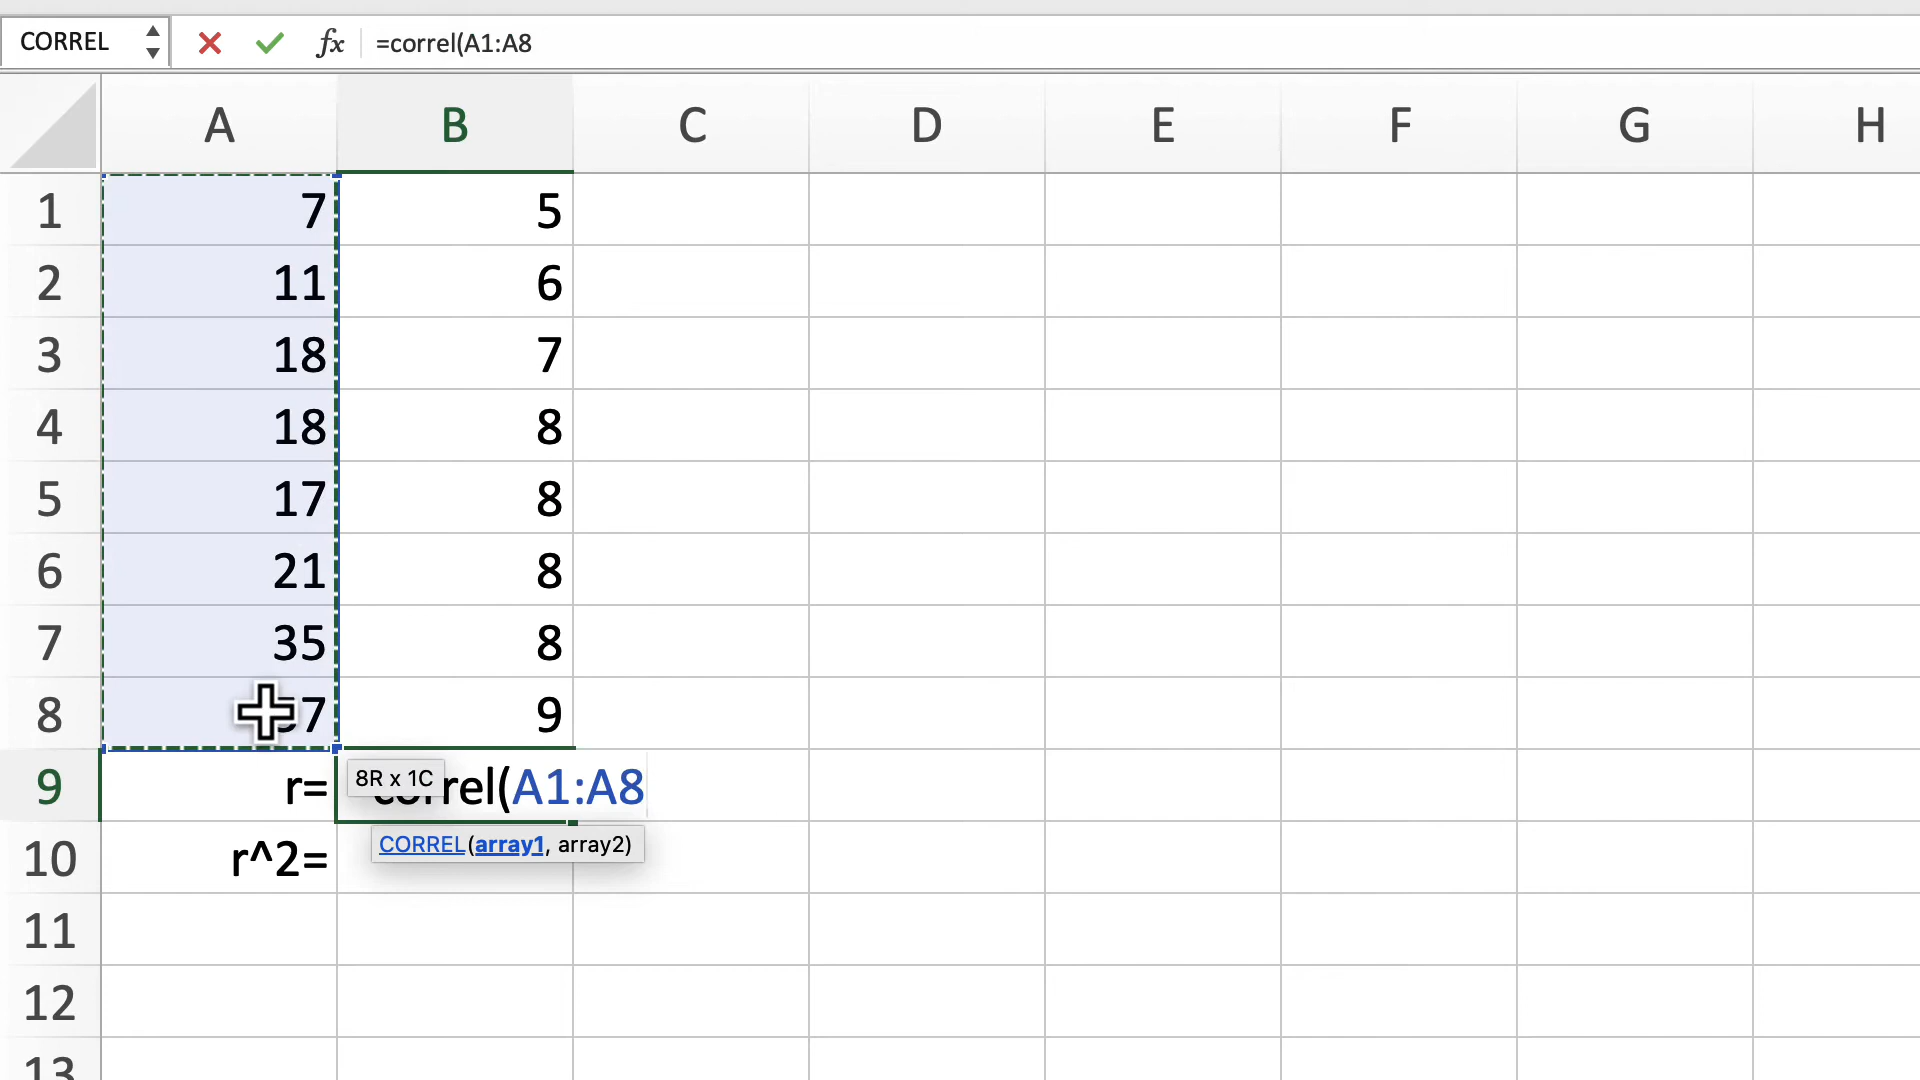 CORREL fx =correl(A1:A8
A B C D E F G H
1 7 5
2 11 6
3 18 7
4 18 8
5 17 8
6 21 8
7 35 8
8 9
9 r= correl(A1:A8
8R x 1C
CORREL(array1, array2)
10 r^2=
11
12
13